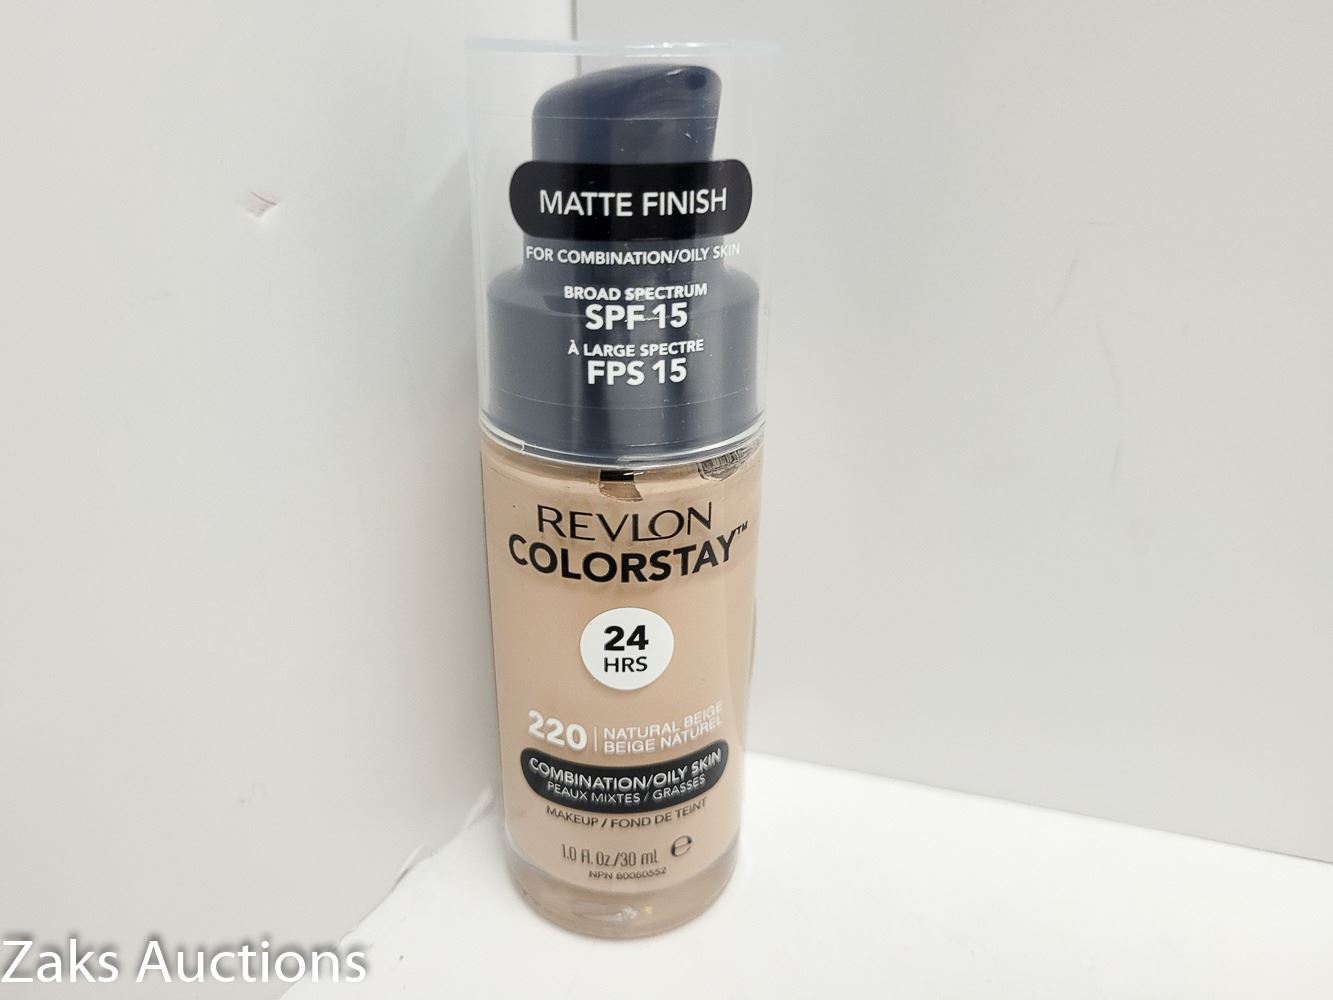 MATTE FINISH
FOR COMBINATION/OILY SKIN
BROAD SPECTRUM
SPF 15
À LARGE SPECTRE
FPS 15
REVLON
COLORSTAY™
24
HRS
220 | NATURAL BEIGE
BEIGE NATUREL
COMBINATION/OILY SKIN
PEAUX MIXTES / GRASSES
MAKEUP / FOND DE TEINT
1.0 fl. Oz./30 ml ℮
NPN 80060552
Zaks Auctions